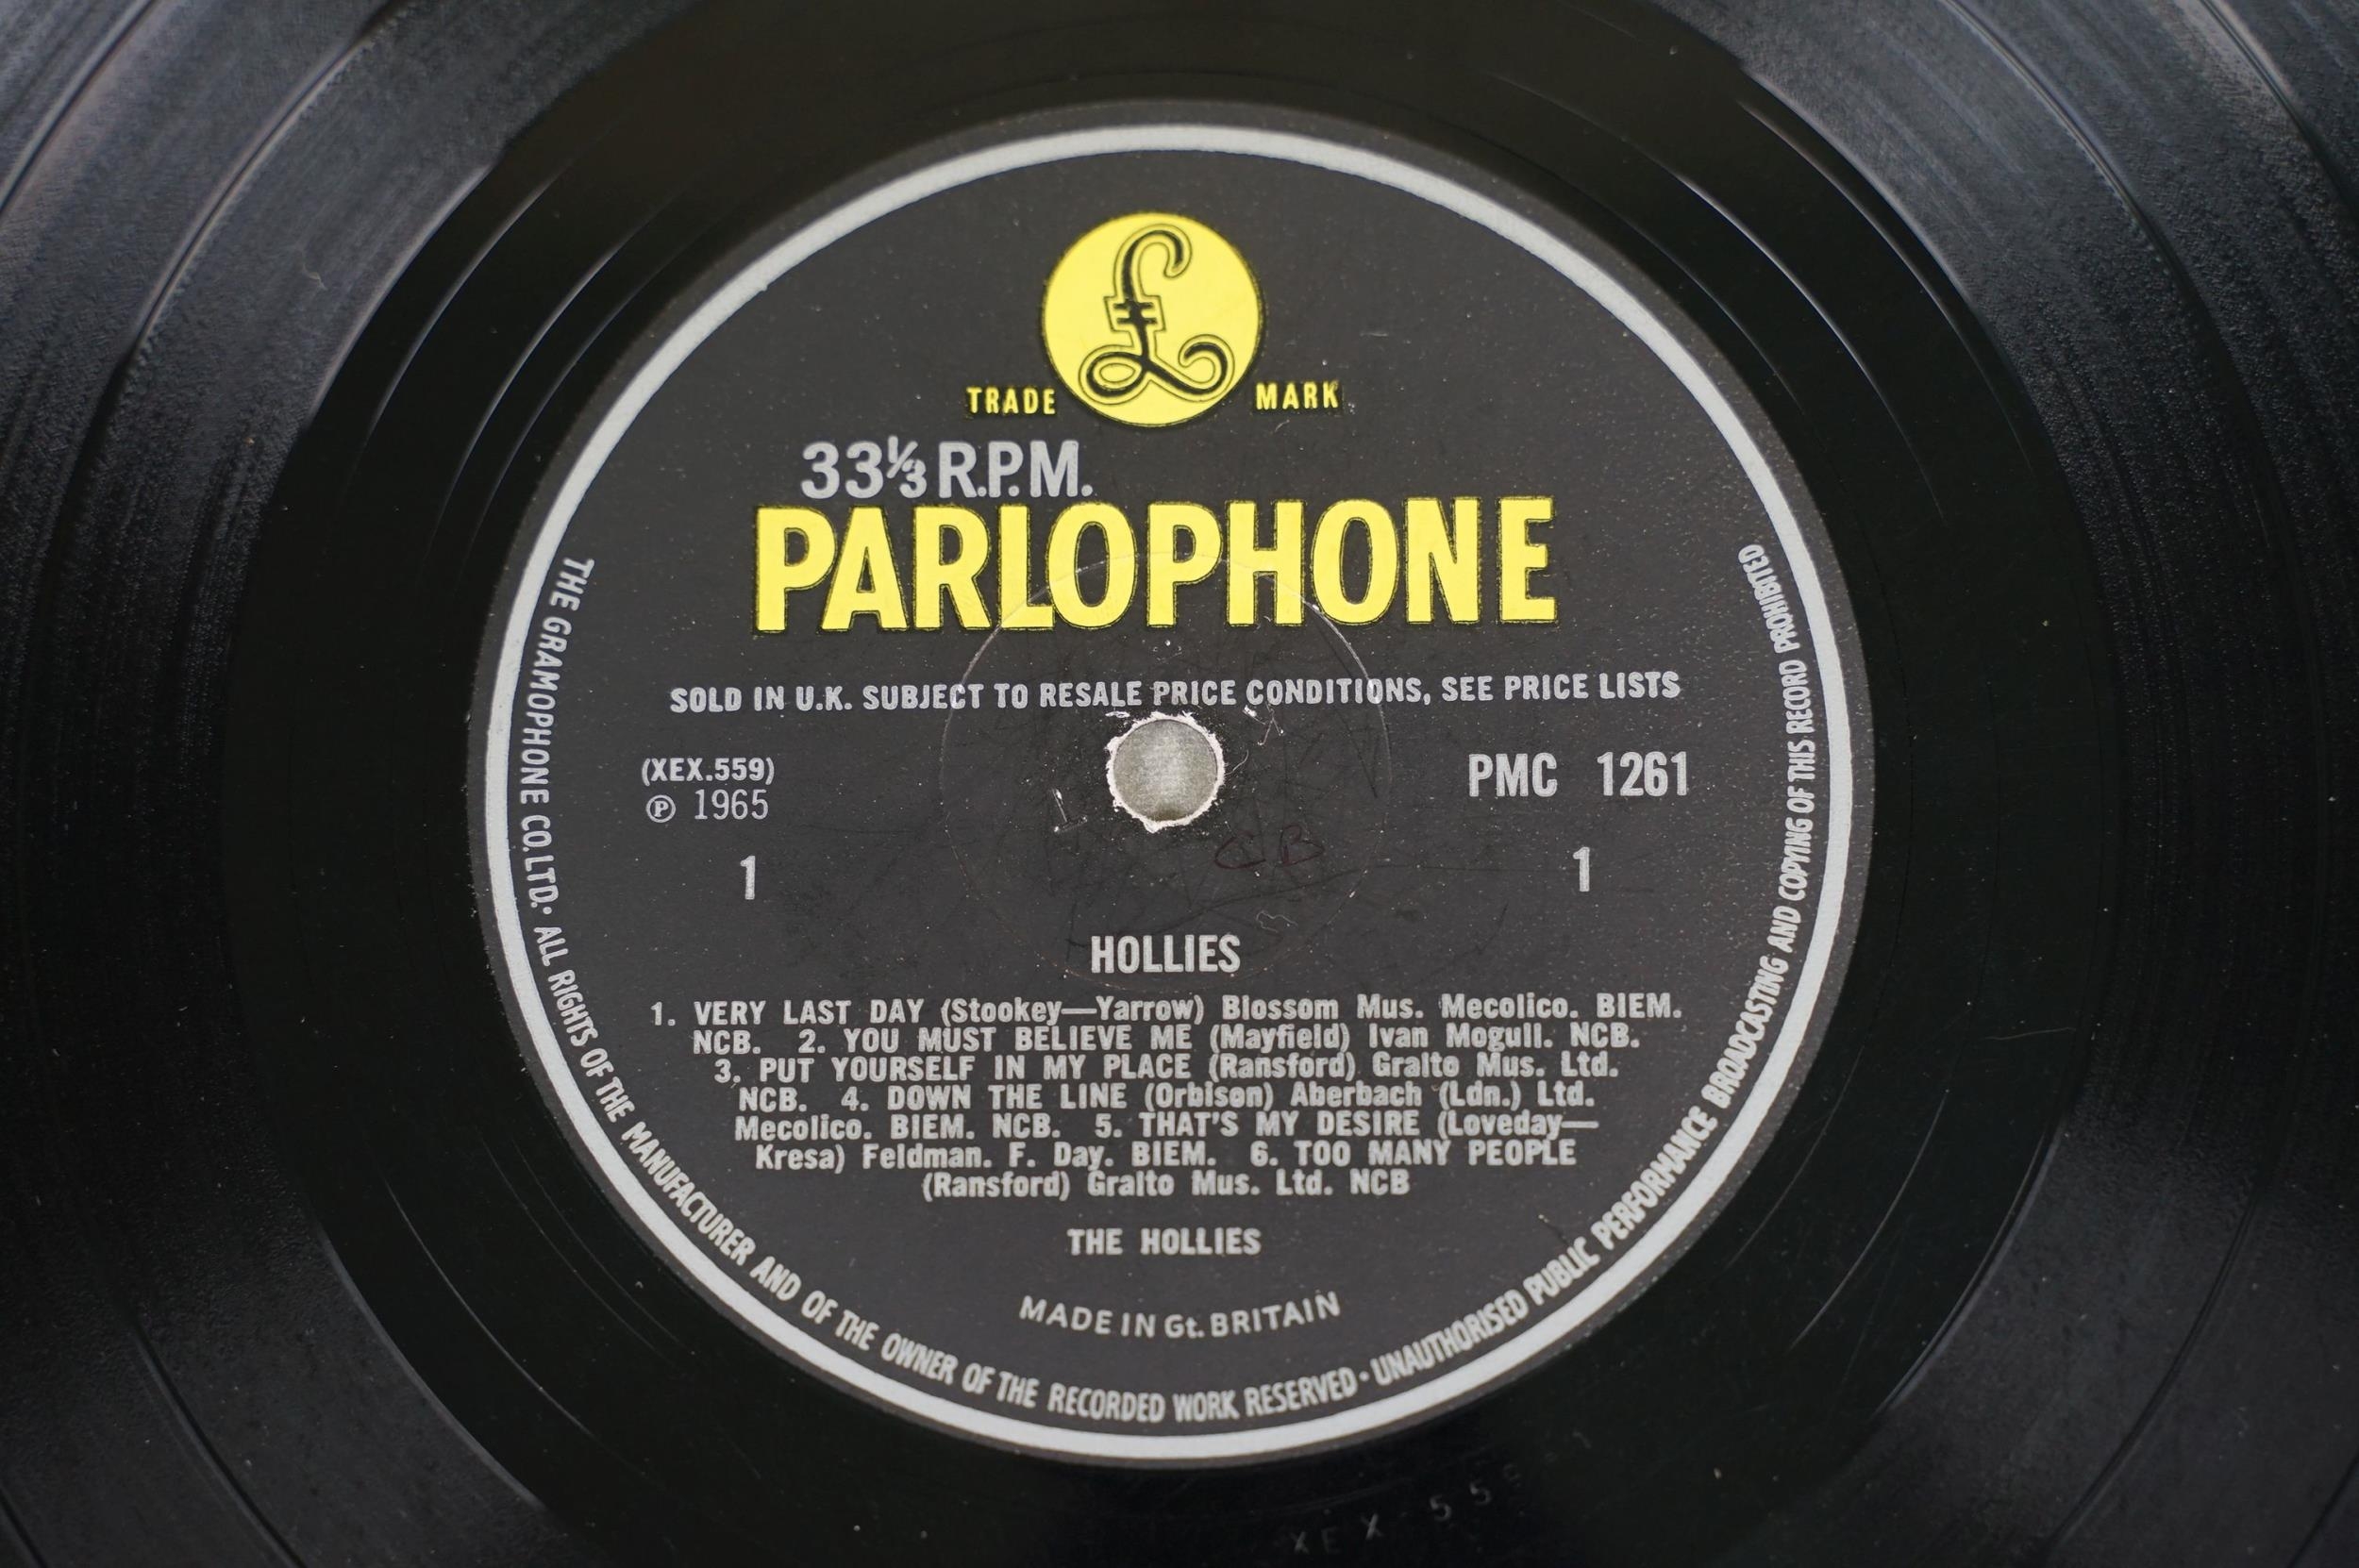 TRADE MARK
33⅓ R.P.M.
PARLOPHONE
SOLD IN U.K. SUBJECT TO RESALE PRICE CONDITIONS, SEE PRICE LISTS
(XEX.559)
Ⓟ 1965
PMC 1261
1
1
CB
HOLLIES
1. VERY LAST DAY (Stookey—Yarrow) Blossom Mus. Mecolico. BIEM.
NCB. 2. YOU MUST BELIEVE ME (Mayfield) Ivan Mogull. NCB.
3. PUT YOURSELF IN MY PLACE (Ransford) Gralto Mus. Ltd.
NCB. 4. DOWN THE LINE (Orbison) Aberbach (Ldn.) Ltd.
Mecolico. BIEM. NCB. 5. THAT'S MY DESIRE (Loveday—
Kresa) Feldman. F. Day. BIEM. 6. TOO MANY PEOPLE
(Ransford) Gralto Mus. Ltd. NCB
THE HOLLIES
MADE IN Gt. BRITAIN
THE GRAMOPHONE CO. LTD. • ALL RIGHTS OF THE MANUFACTURER AND OF THE OWNER OF THE RECORDED WORK RESERVED • UNAUTHORISED PUBLIC PERFORMANCE BROADCASTING AND COPYING OF THIS RECORD PROHIBITED
XEX 559